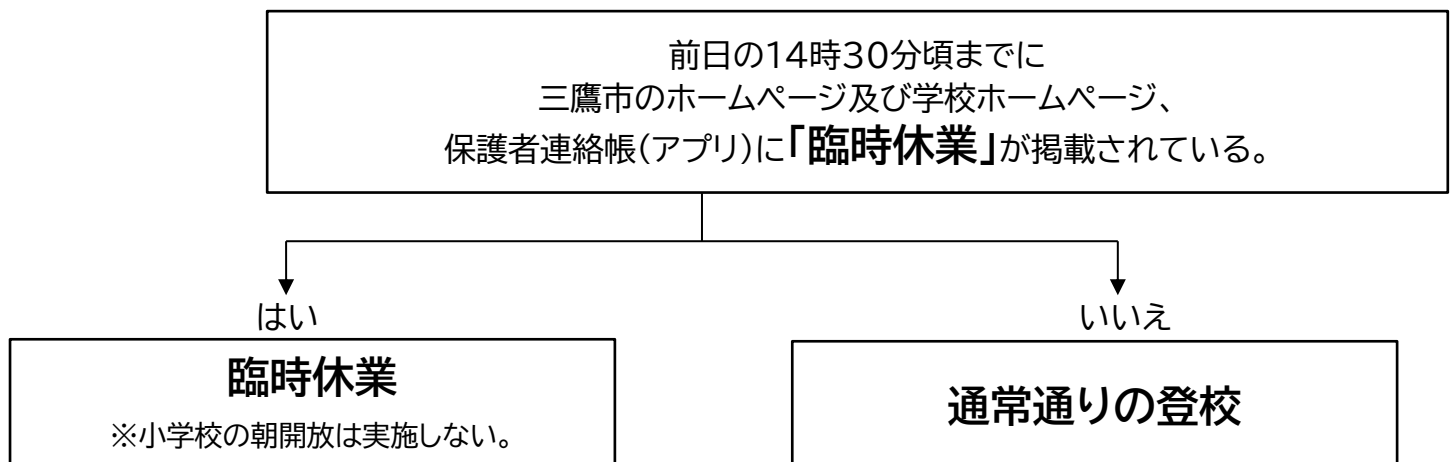 前日の14時30分頃までに
三鷹市のホームページ及び学校ホームページ、
保護者連絡帳(アプリ)に「臨時休業」が掲載されている。
はい
いいえ
臨時休業
※小学校の朝開放は実施しない。
通常通りの登校